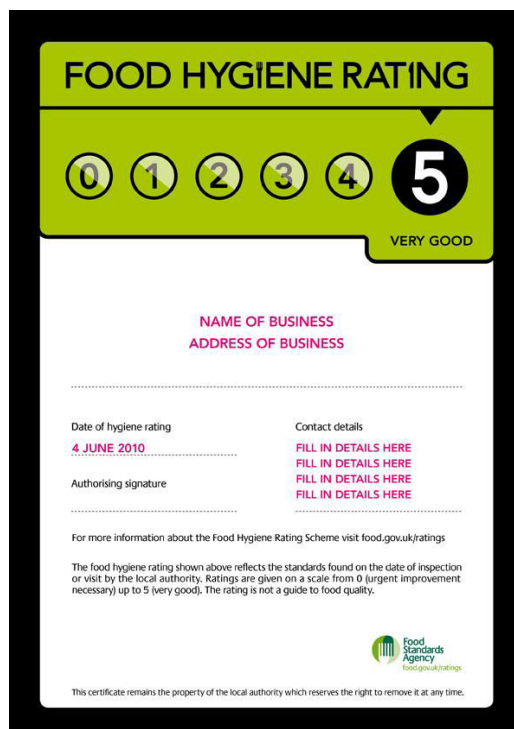 FOOD HYGIENE RATING
0 1 2 3 4 5
VERY GOOD
NAME OF BUSINESS
ADDRESS OF BUSINESS
Date of hygiene rating
4 JUNE 2010
Authorising signature
Contact details
FILL IN DETAILS HERE
FILL IN DETAILS HERE
FILL IN DETAILS HERE
FILL IN DETAILS HERE
For more information about the Food Hygiene Rating Scheme visit food.gov.uk/ratings
The food hygiene rating shown above reflects the standards found on the date of inspection
or visit by the local authority. Ratings are given on a scale from 0 (urgent improvement
necessary) up to 5 (very good). The rating is not a guide to food quality.
Food
Standards
Agency
food.gov.uk/ratings
This certificate remains the property of the local authority which reserves the right to remove it at any time.